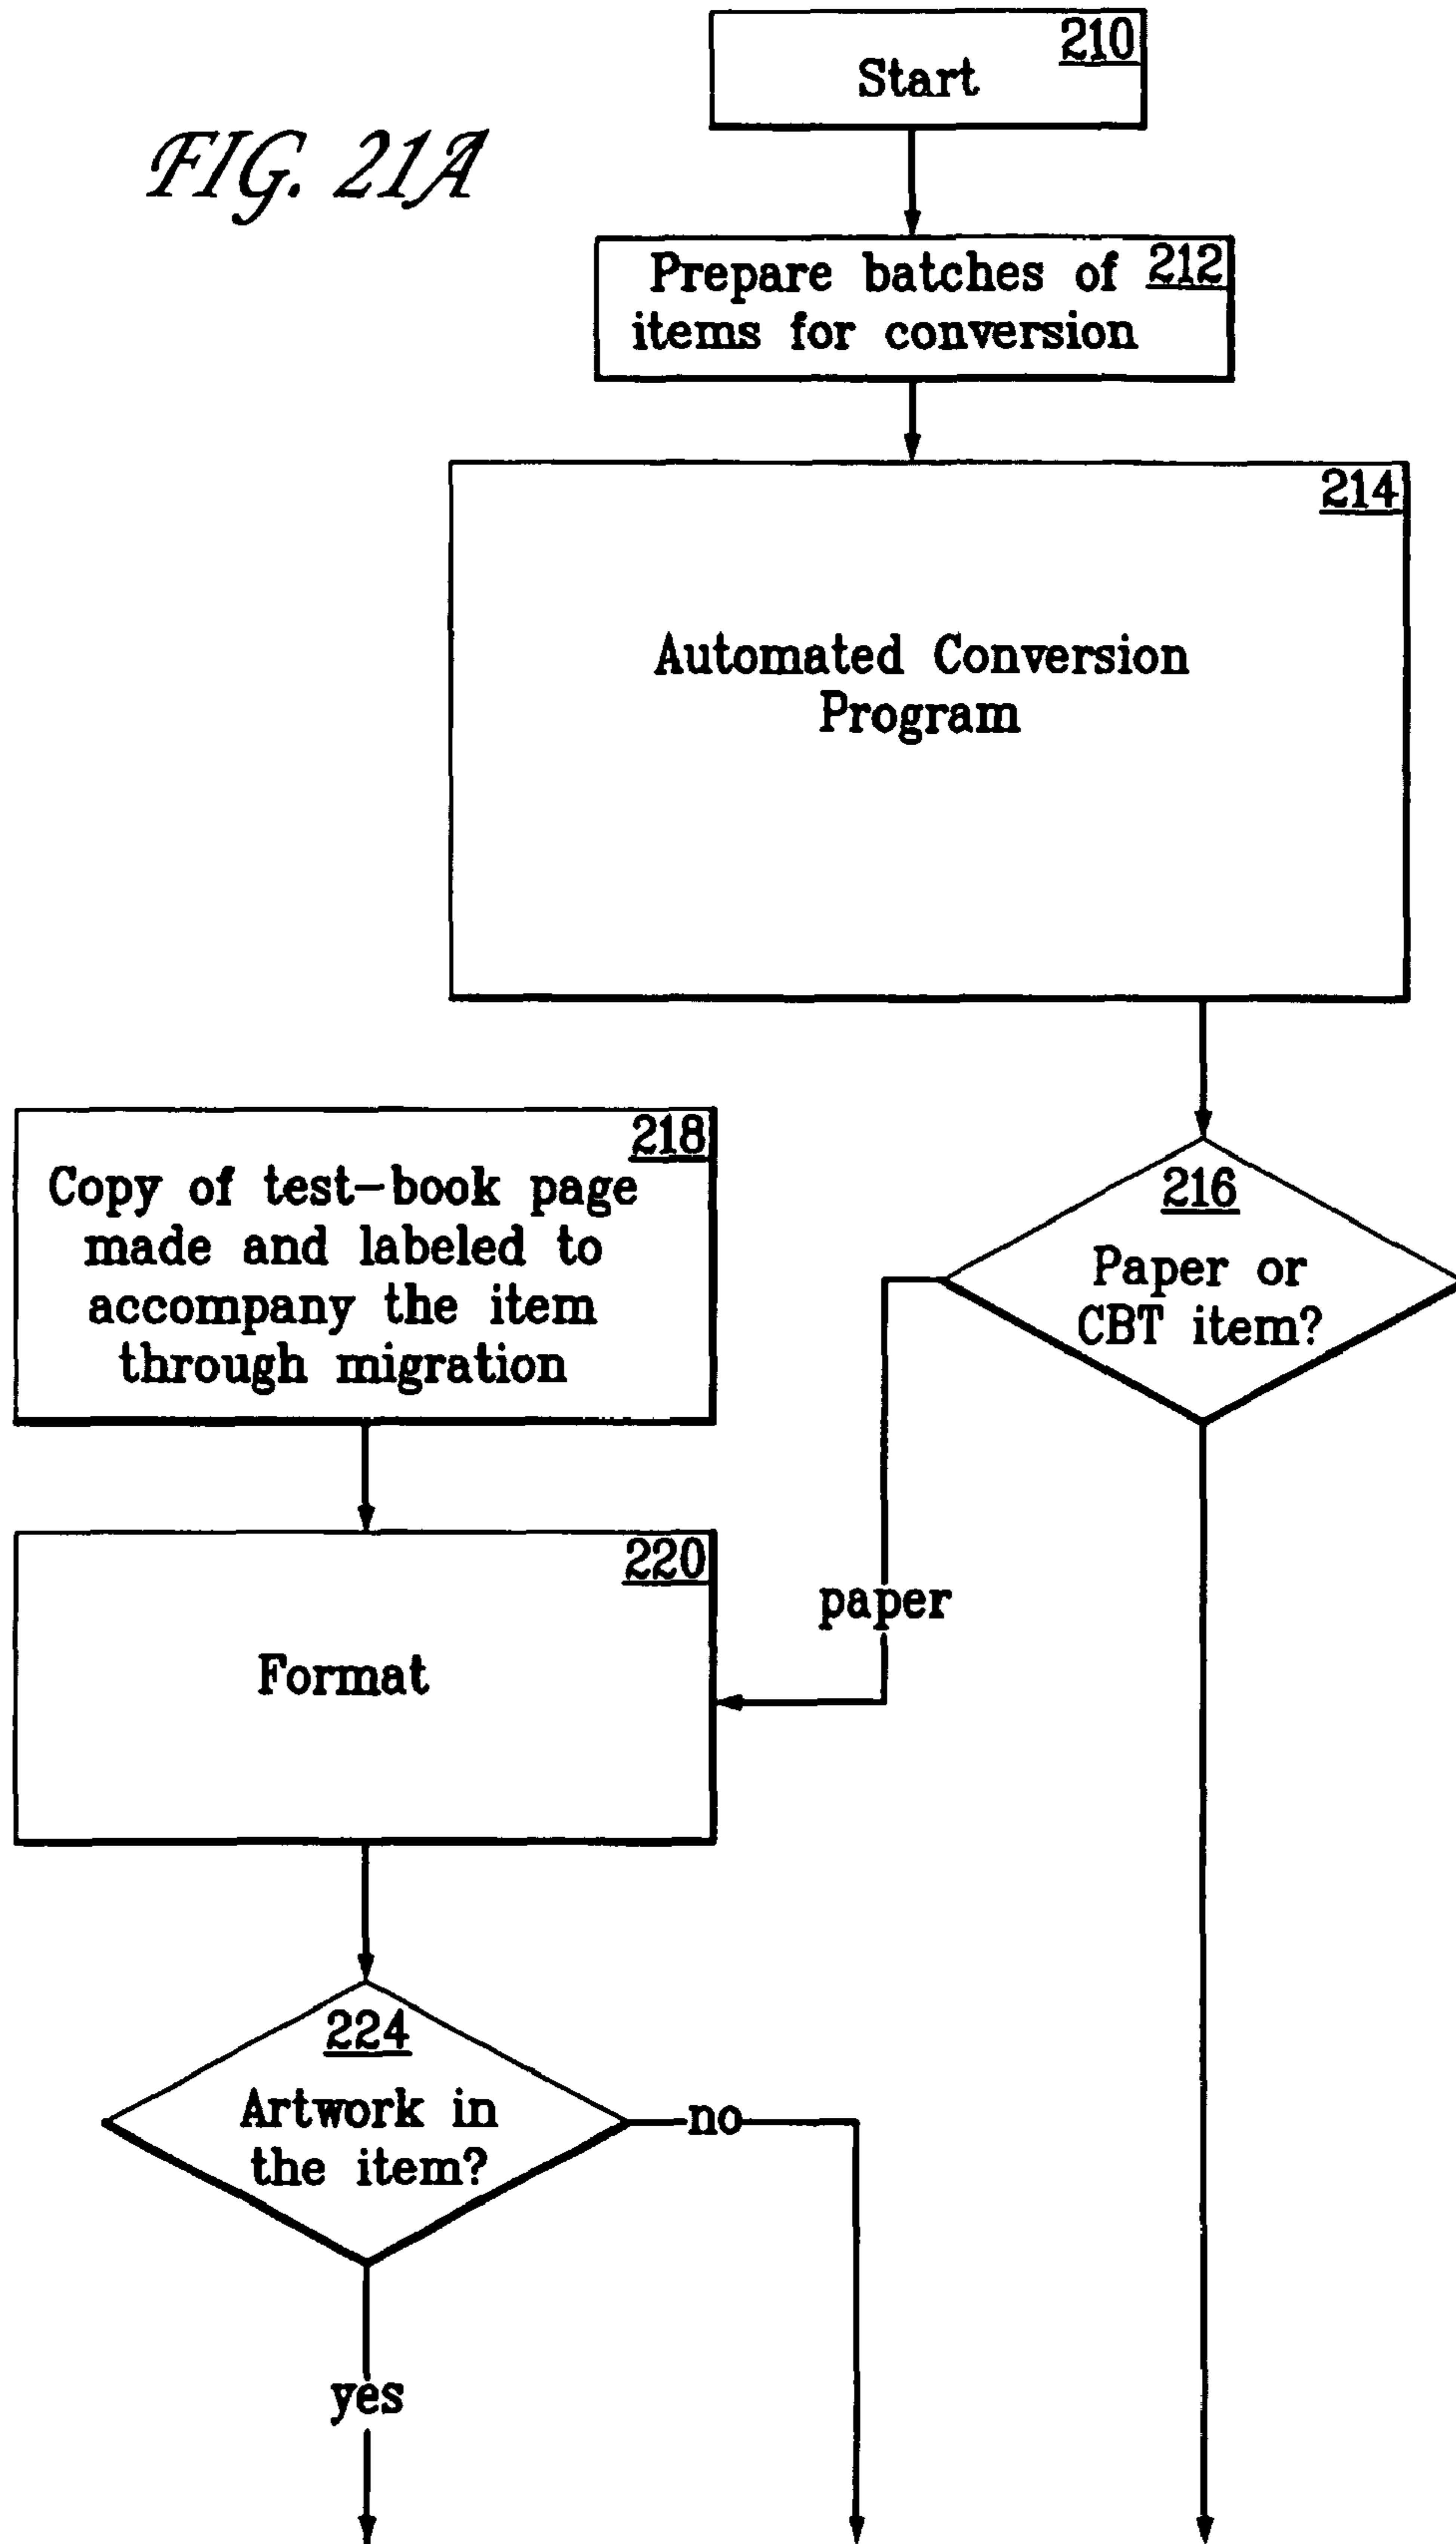 FIG. 21A
210
Start
212
Prepare batches of
items for conversion
214
Automated Conversion
Program
216
Paper or
CBT item?
218
Copy of test-book page
made and labeled to
accompany the item
through migration
paper
220
Format
224
Artwork in
the item?
no
yes